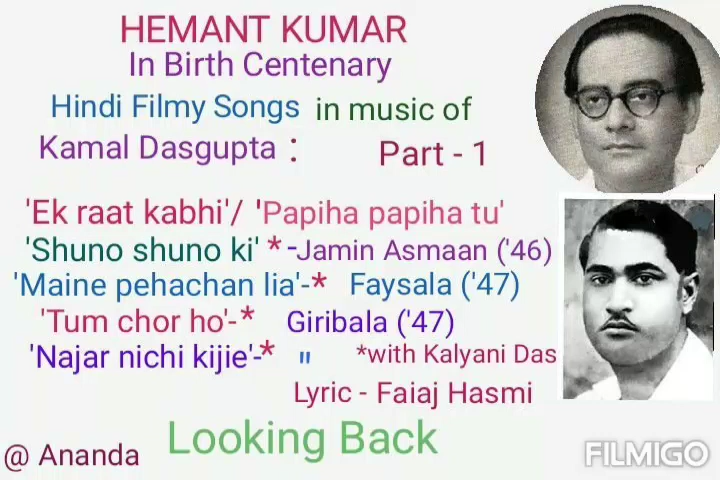 HEMANT KUMAR
In Birth Centenary
Hindi Filmy Songs in music of
Kamal Dasgupta : Part - 1
'Ek raat kabhi'/ 'Papiha papiha tu'
'Shuno shuno ki' * -Jamin Asmaan ('46)
'Maine pehachan lia'-* Faysala ('47)
'Tum chor ho'-* Giribala ('47)
'Najar nichi kijie'-* " *with Kalyani Das
Lyric - Faiaj Hasmi
@ Ananda Looking Back
FILMIGO